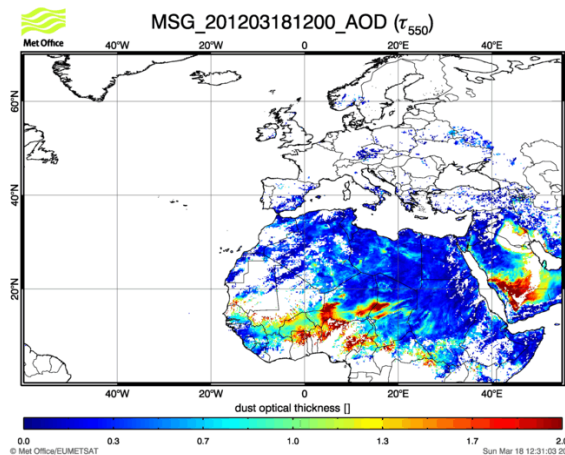 MSG_201203181200_AOD (τ550)
Met Office
40°W 20°W 0 20°E 40°E
60°N
40°N
20°N
40°W 20°W 0 20°E 40°E
dust optical thickness []
0.0 0.3 0.7 1.0 1.3 1.7 2.0
© Met Office/EUMETSAT
Sun Mar 18 12:31:03 20